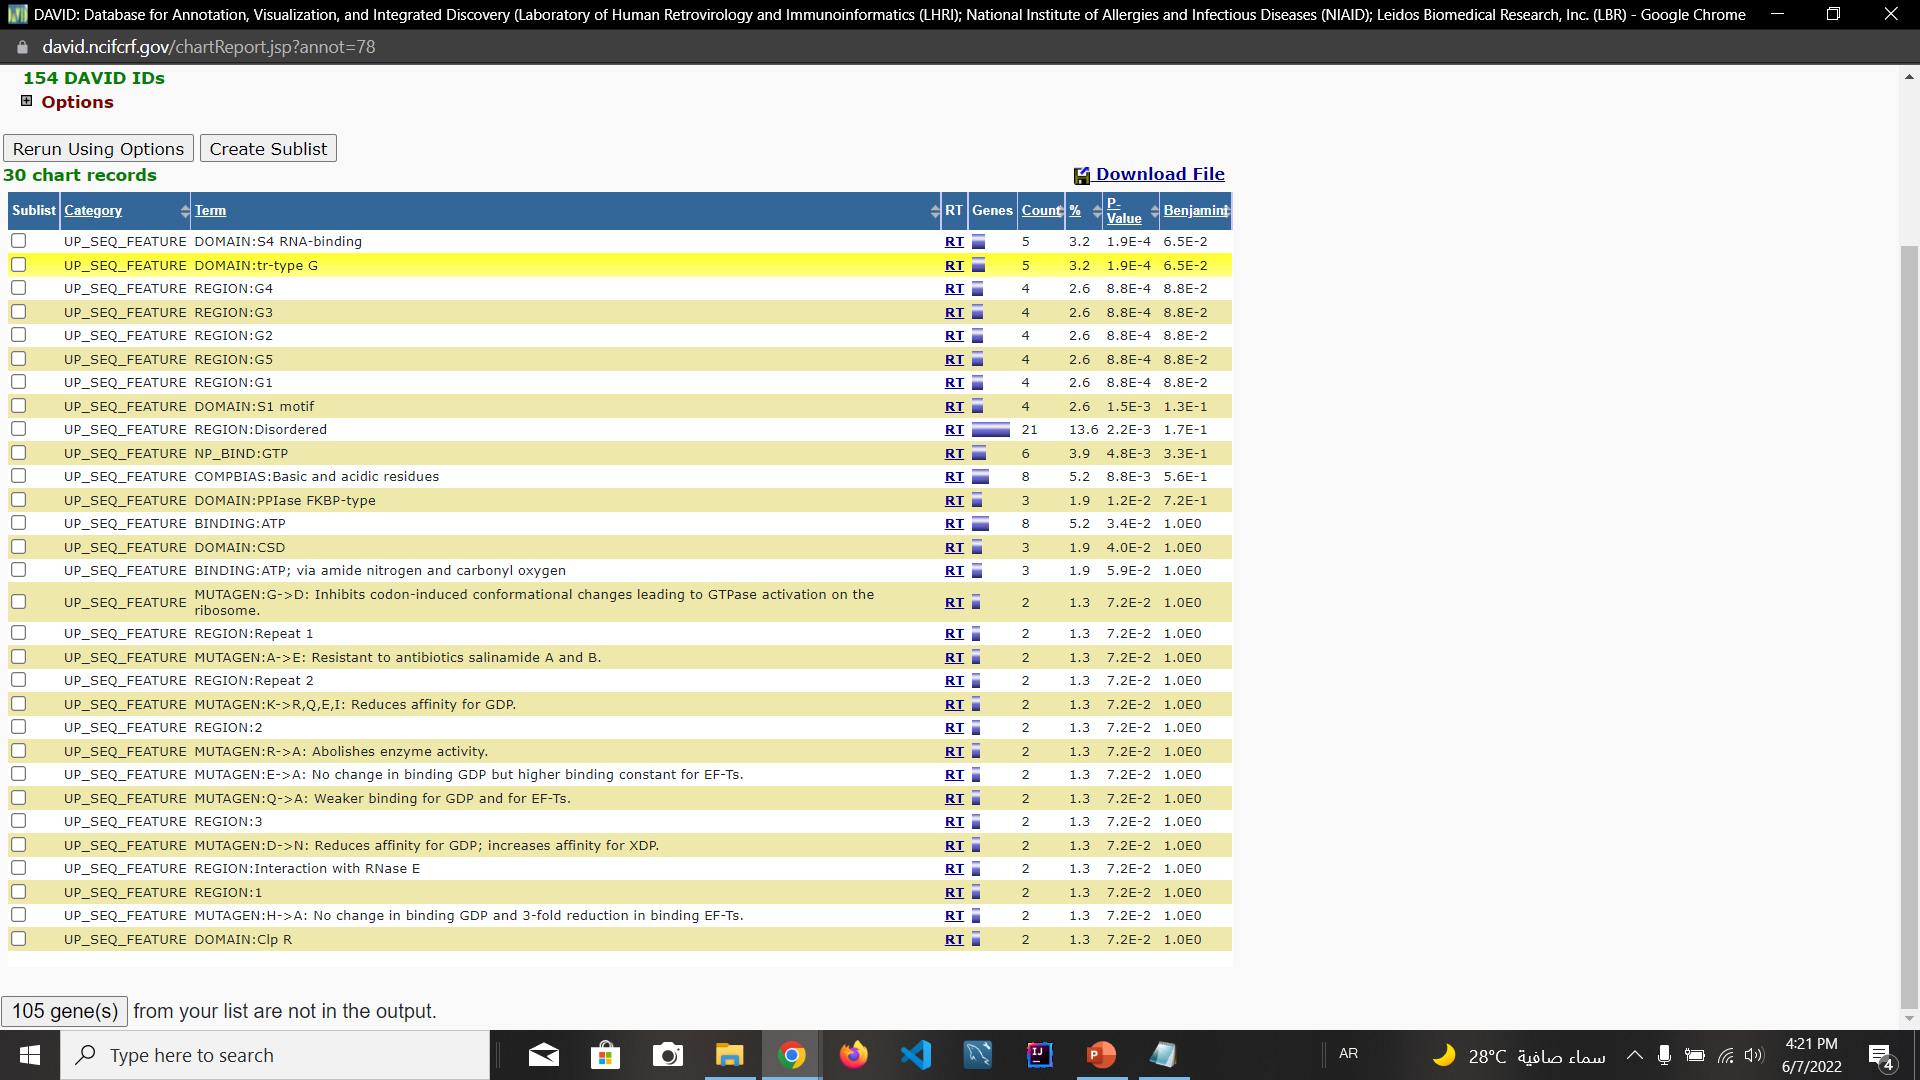 DAVID: Database for Annotation, Visualization, and Integrated Discovery (Laboratory of Human Retrovirology and Immunoinformatics (LHRI); National Institute of Allergies and Infectious Diseases (NIAID); Leidos Biomedical Research, Inc. (LBR) - Google Chrome
david.ncifcrf.gov/chartReport.jsp?annot=78
154 DAVID IDs
Options
Rerun Using Options Create Sublist
30 chart records Download File
Sublist Category Term RT Genes Count % P-Value Benjamini
UP_SEQ_FEATURE DOMAIN:S4 RNA-binding RT 5 3.2 1.9E-4 6.5E-2
UP_SEQ_FEATURE DOMAIN:tr-type G RT 5 3.2 1.9E-4 6.5E-2
UP_SEQ_FEATURE REGION:G4 RT 4 2.6 8.8E-4 8.8E-2
UP_SEQ_FEATURE REGION:G3 RT 4 2.6 8.8E-4 8.8E-2
UP_SEQ_FEATURE REGION:G2 RT 4 2.6 8.8E-4 8.8E-2
UP_SEQ_FEATURE REGION:G5 RT 4 2.6 8.8E-4 8.8E-2
UP_SEQ_FEATURE REGION:G1 RT 4 2.6 8.8E-4 8.8E-2
UP_SEQ_FEATURE DOMAIN:S1 motif RT 4 2.6 1.5E-3 1.3E-1
UP_SEQ_FEATURE REGION:Disordered RT 21 13.6 2.2E-3 1.7E-1
UP_SEQ_FEATURE NP_BIND:GTP RT 6 3.9 4.8E-3 3.3E-1
UP_SEQ_FEATURE COMPBIAS:Basic and acidic residues RT 8 5.2 8.8E-3 5.6E-1
UP_SEQ_FEATURE DOMAIN:PPIase FKBP-type RT 3 1.9 1.2E-2 7.2E-1
UP_SEQ_FEATURE BINDING:ATP RT 8 5.2 3.4E-2 1.0E0
UP_SEQ_FEATURE DOMAIN:CSD RT 3 1.9 4.0E-2 1.0E0
UP_SEQ_FEATURE BINDING:ATP; via amide nitrogen and carbonyl oxygen RT 3 1.9 5.9E-2 1.0E0
UP_SEQ_FEATURE MUTAGEN:G->D: Inhibits codon-induced conformational changes leading to GTPase activation on the
ribosome. RT 2 1.3 7.2E-2 1.0E0
UP_SEQ_FEATURE REGION:Repeat 1 RT 2 1.3 7.2E-2 1.0E0
UP_SEQ_FEATURE MUTAGEN:A->E: Resistant to antibiotics salinamide A and B. RT 2 1.3 7.2E-2 1.0E0
UP_SEQ_FEATURE REGION:Repeat 2 RT 2 1.3 7.2E-2 1.0E0
UP_SEQ_FEATURE MUTAGEN:K->R,Q,E,I: Reduces affinity for GDP. RT 2 1.3 7.2E-2 1.0E0
UP_SEQ_FEATURE REGION:2 RT 2 1.3 7.2E-2 1.0E0
UP_SEQ_FEATURE MUTAGEN:R->A: Abolishes enzyme activity. RT 2 1.3 7.2E-2 1.0E0
UP_SEQ_FEATURE MUTAGEN:E->A: No change in binding GDP but higher binding constant for EF-Ts. RT 2 1.3 7.2E-2 1.0E0
UP_SEQ_FEATURE MUTAGEN:Q->A: Weaker binding for GDP and for EF-Ts. RT 2 1.3 7.2E-2 1.0E0
UP_SEQ_FEATURE REGION:3 RT 2 1.3 7.2E-2 1.0E0
UP_SEQ_FEATURE MUTAGEN:D->N: Reduces affinity for GDP; increases affinity for XDP. RT 2 1.3 7.2E-2 1.0E0
UP_SEQ_FEATURE REGION:Interaction with RNase E RT 2 1.3 7.2E-2 1.0E0
UP_SEQ_FEATURE REGION:1 RT 2 1.3 7.2E-2 1.0E0
UP_SEQ_FEATURE MUTAGEN:H->A: No change in binding GDP and 3-fold reduction in binding EF-Ts. RT 2 1.3 7.2E-2 1.0E0
UP_SEQ_FEATURE DOMAIN:Clp R RT 2 1.3 7.2E-2 1.0E0
105 gene(s) from your list are not in the output.
Type here to search AR 28°C سماء صافية 4:21 PM
6/7/2022 4